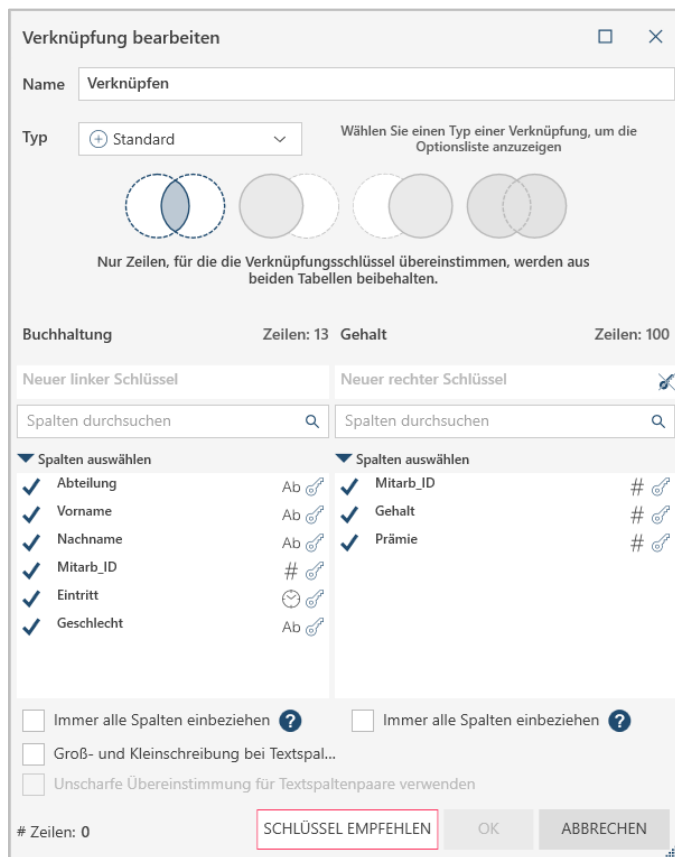 Verknüpfung bearbeiten
Name Verknüpfen
Typ Standard Wählen Sie einen Typ einer Verknüpfung, um die
Optionsliste anzuzeigen
Nur Zeilen, für die die Verknüpfungsschlüssel übereinstimmen, werden aus
beiden Tabellen beibehalten.
Buchhaltung Zeilen: 13 Gehalt Zeilen: 100
Neuer linker Schlüssel Neuer rechter Schlüssel
Spalten durchsuchen Spalten durchsuchen
Spalten auswählen Spalten auswählen
Abteilung Ab Mitarb_ID #
Vorname Ab Gehalt #
Nachname Ab Prämie #
Mitarb_ID #
Eintritt
Geschlecht Ab
Immer alle Spalten einbeziehen ? Immer alle Spalten einbeziehen ?
Groß- und Kleinschreibung bei Textspal...
Unscharfe Übereinstimmung für Textspaltenpaare verwenden
# Zeilen: 0 SCHLÜSSEL EMPFEHLEN OK ABBRECHEN